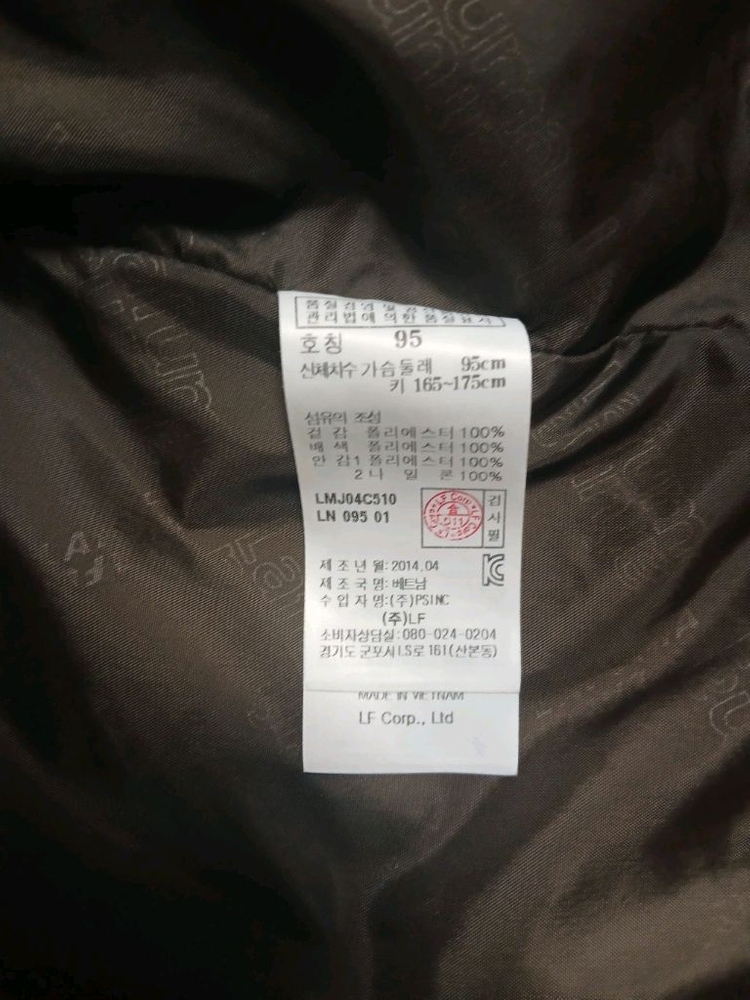 관리법에 의한 품질표시
호칭 95
신체치수 가슴둘레 95cm
키 165~175cm
섬유의 조성
겉 감 폴리에스터 100%
배 색 폴리에스터 100%
안 감1 폴리에스터 100%
2 나 일 론 100%
LMJ04C510
LN 095 01
LF Corp.
합
011
검
사
필
제 조 년 월: 2014.04
제 조 국 명: 베트남
수 입 자 명:(주)PSINC
(주)LF
소비자상담실: 080-024-0204
경기도 군포시 LS로 161(산본동)
MADE IN VIETNAM
LF Corp., Ltd